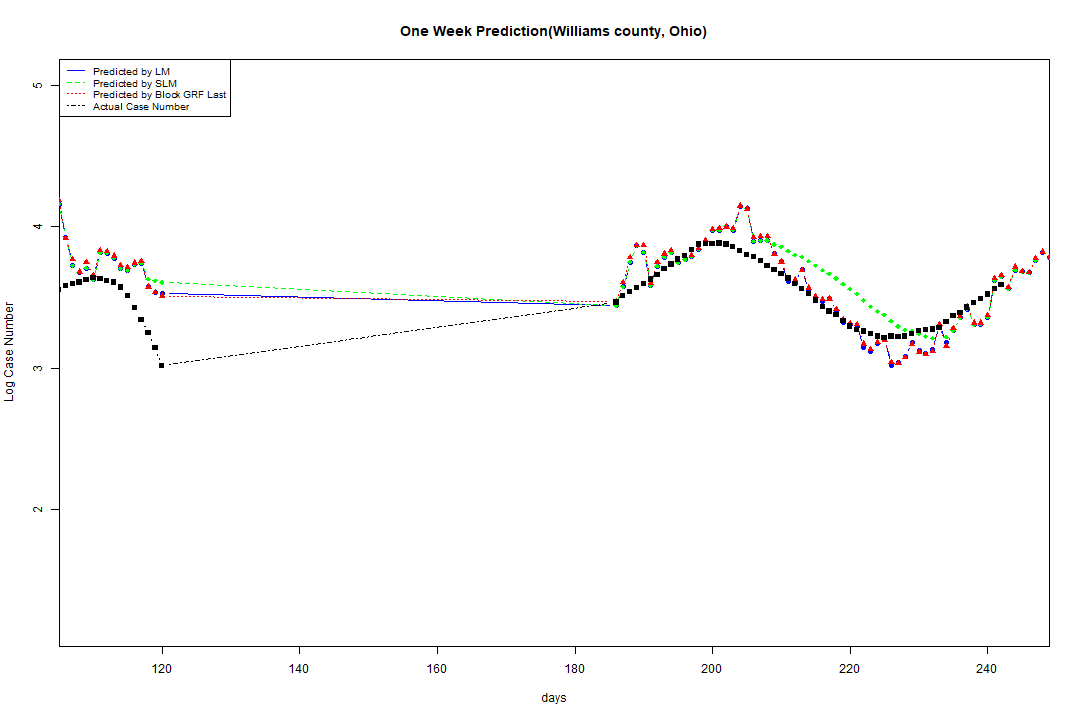 One Week Prediction(Williams county, Ohio)
Predicted by LM
Predicted by SLM
Predicted by Block GRF Last
Actual Case Number
5
4
3
2
Log Case Number
120 140 160 180 200 220 240
days